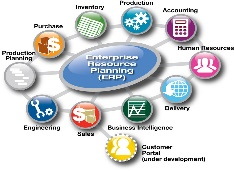 Production
Inventory
Accounting
Purchase
Enterprise
Resource
Planning
(ERP)
Human Resources
Production
Planning
Delivery
Engineering
Sales
Business Intelligence
Customer
Portal
(under development)